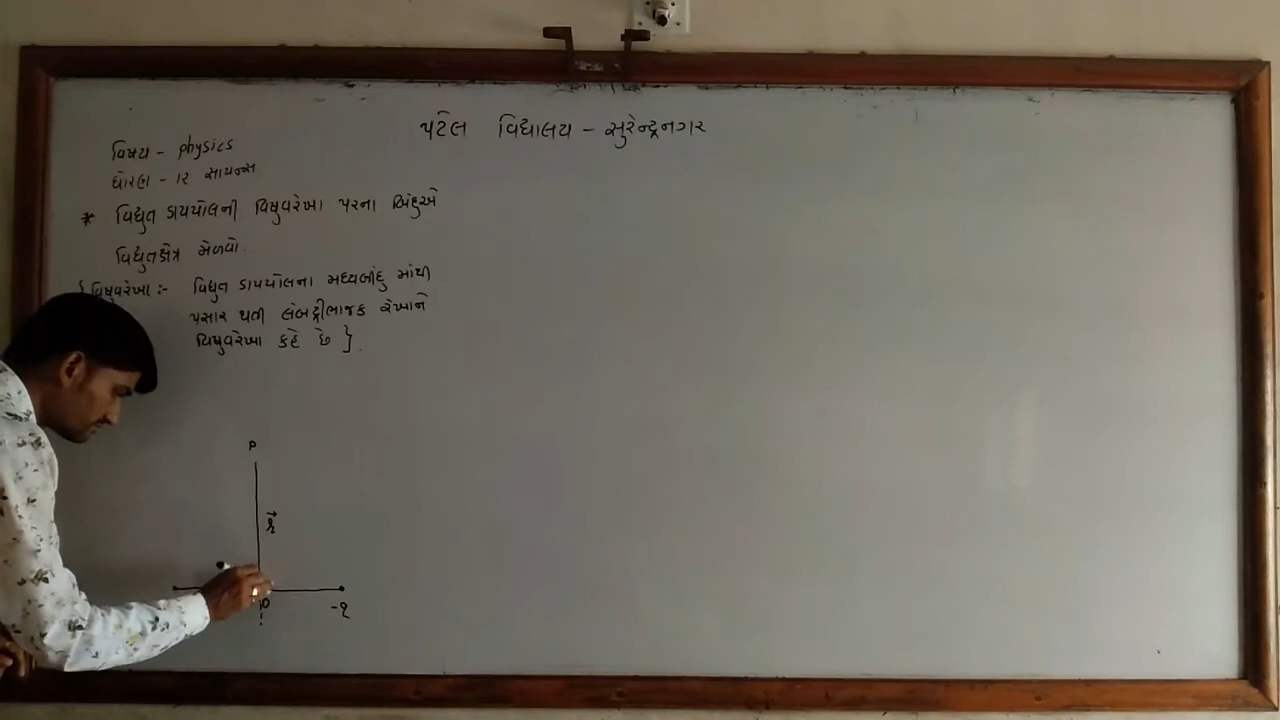 પટેલ વિદ્યાલય - સુરેન્દ્રનગર
વિષય - physics
ધોરણ - ૧૨ સાયન્સ
* વિદ્યુત ડાયપોલની વિષુવરેખા પરના બિંદુએ
વિદ્યુતક્ષેત્ર મેળવો.
{ વિષુવરેખા :- વિદ્યુત ડાયપોલના મધ્યબીંદુ માંથી
પસાર થતી લંબદ્વીભાજક રેખાને
વિષુવરેખા કહે છે }.
P
O
-q